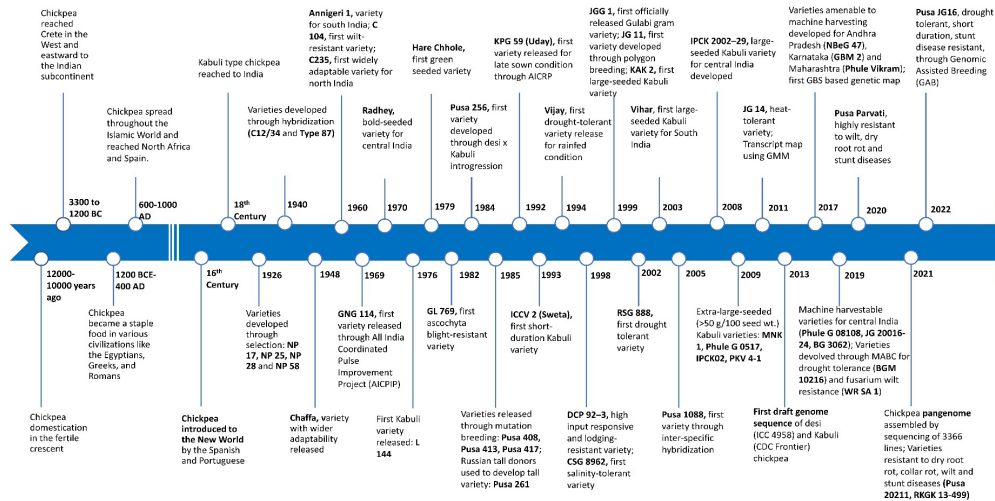 Chickpea
reached
Crete in the
West and
eastward to
the Indian
subcontinent
3300 to
1200 BC
Chickpea spread
throughout the
Islamic World and
reached North Africa
and Spain.
600-1000
AD
Kabuli type chickpea
reached to India
18th
Century
Varieties developed
through hybridization
(C12/34 and Type 87)
1940
Annigeri 1, variety
for south India; C
104, first wilt-
resistant variety;
C235, first widely
adaptable variety for
north India
1960
Radhey,
bold-seeded
variety for
central India
1970
Hare Chhole,
first green
seeded variety
1979
Pusa 256, first
variety
developed
through desi x
Kabuli
introgression
1984
KPG 59 (Uday), first
variety released for
late sown condition
through AICRP
1992
Vijay, first
drought-tolerant
variety release
for rainfed
condition
1994
JGG 1, first officially
released Gulabi gram
variety; JG 11, first
variety developed
through polygon
breeding; KAK 2, first
large-seeded Kabuli
variety
1999
Vihar, first large-
seeded Kabuli
variety for South
India
2003
IPCK 2002–29, large-
seeded Kabuli variety
for central India
developed
2008
JG 14, heat-
tolerant
variety;
Transcript map
using GMM
2011
Varieties amenable to
machine harvesting
developed for Andhra
Pradesh (NBeG 47),
Karnataka (GBM 2) and
Maharashtra (Phule Vikram);
first GBS based genetic map
2017
Pusa Parvati,
highly resistant
to wilt, dry
root rot and
stunt diseases
2020
Pusa JG16, drought
tolerant, short
duration, stunt
disease resistant,
through Genomic
Assisted Breeding
(GAB)
2022
12000-
10000 years
ago
Chickpea
domestication
in the fertile
crescent
1200 BCE-
400 AD
Chickpea
became a staple
food in various
civilizations like
the Egyptians,
Greeks, and
Romans
16th
Century
Chickpea
introduced to
the New World
by the Spanish
and Portuguese
1926
Varieties
developed
through
selection: NP
17, NP 25, NP
28 and NP 58
1948
Chaffa, variety
with wider
adaptability
released
1969
GNG 114, first
variety released
through All India
Coordinated
Pulse
Improvement
Project (AICPIP)
1976
First Kabuli
variety
released: L
144
1982
GL 769, first
ascochyta
blight-resistant
variety
1985
Varieties released
through mutation
breeding: Pusa 408,
Pusa 413, Pusa 417;
Russian tall donors
used to develop tall
variety: Pusa 261
1993
ICCV 2 (Sweta),
first short-
duration Kabuli
variety
1998
DCP 92–3, high
input responsive
and lodging-
resistant variety;
CSG 8962, first
salinity-tolerant
variety
2002
RSG 888,
first drought
tolerant
variety
2005
Pusa 1088, first
variety through
inter-specific
hybridization
2009
Extra-large-seeded
(>50 g/100 seed wt.)
Kabuli varieties: MNK
1, Phule G 0517,
IPCK02, PKV 4-1
2013
First draft genome
sequence of desi
(ICC 4958) and Kabuli
(CDC Frontier)
chickpea
2019
Machine harvestable
varieties for central India
(Phule G 08108, JG 20016-
24, BG 3062); Varieties
devolved through MABC for
drought tolerance (BGM
10216) and fusarium wilt
resistance (WR SA 1)
2021
Chickpea pangenome
assembled by
sequencing of 3366
lines; Varieties
resistant to dry root
rot, collar rot, wilt and
stunt diseases (Pusa
20211, RKGK 13-499)